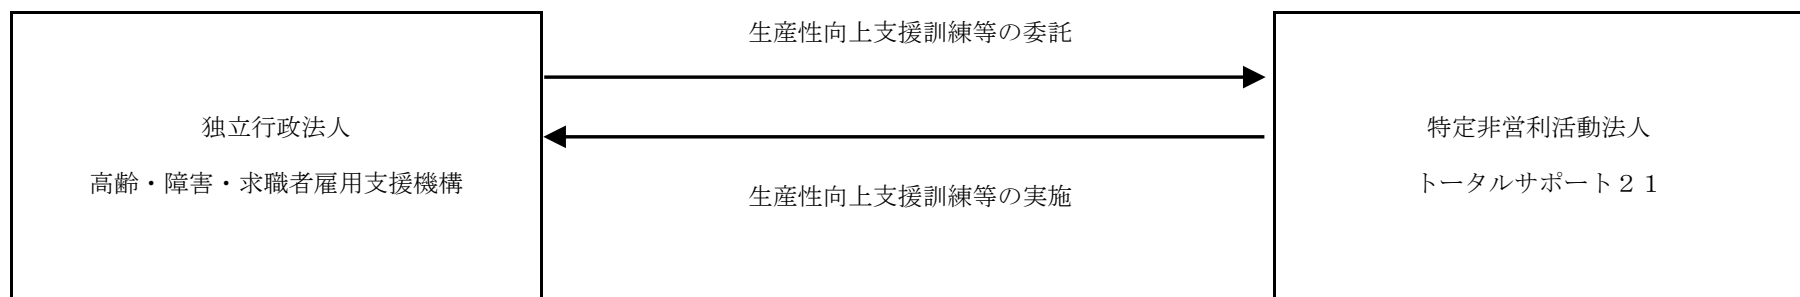 生産性向上支援訓練等の委託
独立行政法人
高齢・障害・求職者雇用支援機構
生産性向上支援訓練等の実施
特定非営利活動法人
トータルサポート２１